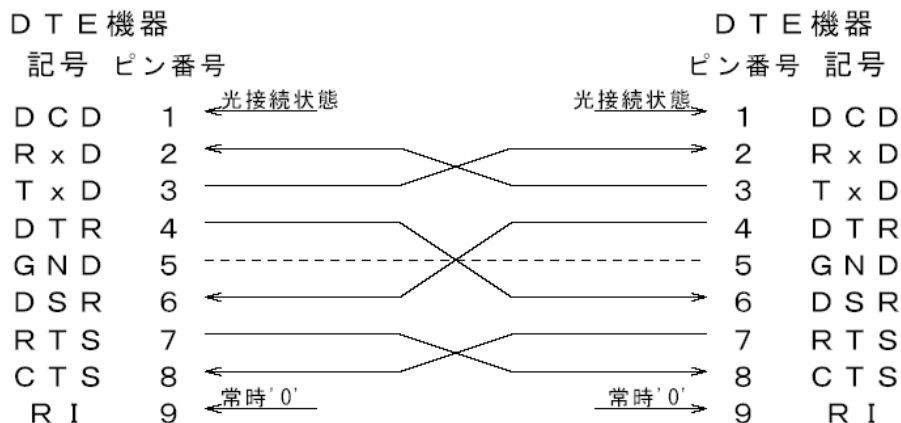 DTE機器 DTE機器
記号 ピン番号 ピン番号 記号
DCD 1 光接続状態 光接続状態 1 DCD
RxD 2 2 RxD
TxD 3 3 TxD
DTR 4 4 DTR
GND 5 5 GND
DSR 6 6 DSR
RTS 7 7 RTS
CTS 8 8 CTS
RI 9 常時'0' 常時'0' 9 RI